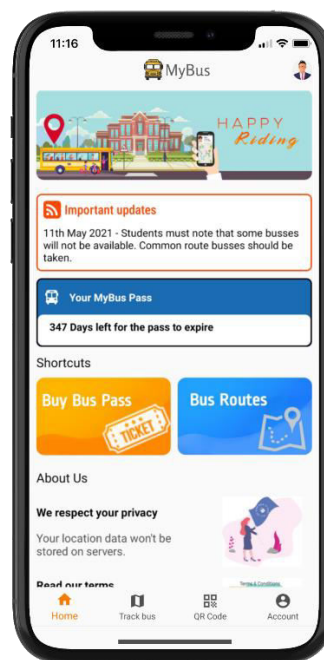 11:16
MyBus
HAPPY
Riding
Important updates
11th May 2021 - Students must note that some busses
will not be available. Common route busses should be
taken.
Your MyBus Pass
347 Days left for the pass to expire
Shortcuts
Buy Bus Pass
TICKET
Bus Routes
About Us
We respect your privacy
Your location data won't be
stored on servers.
Read our terms
Terms & Conditions
Home
Track bus
QR Code
Account